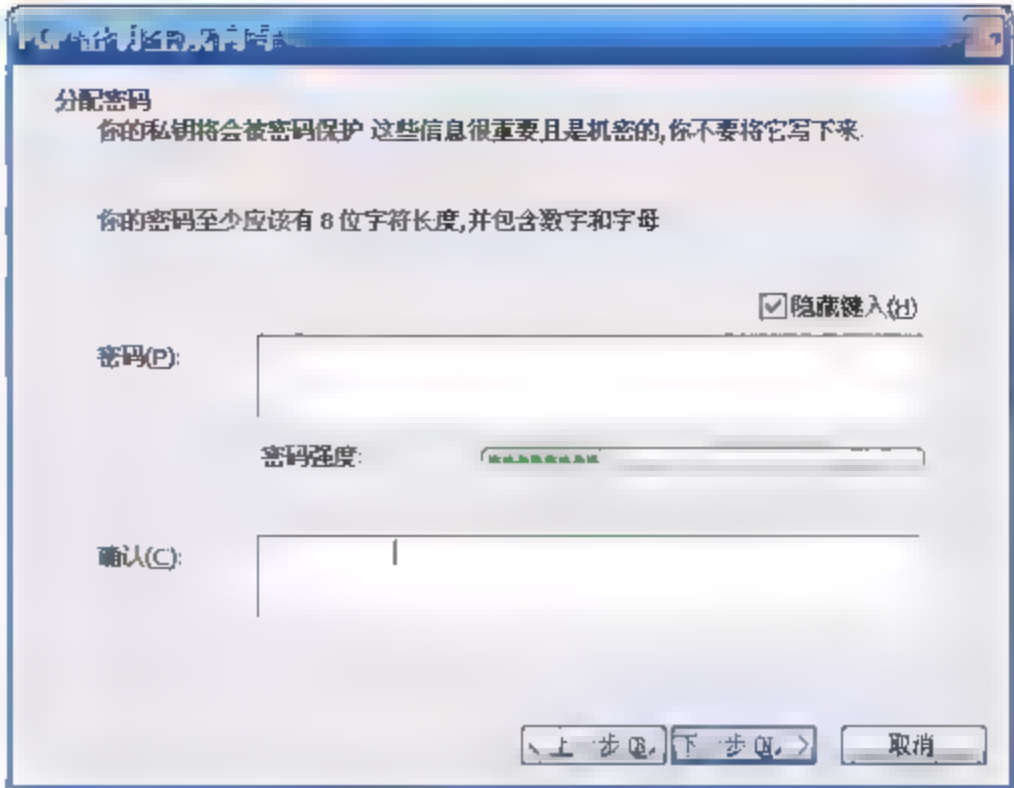 分配密码
你的私钥将会被密码保护 这些信息很重要且是机密的,你不要将它写下来.
你的密码至少应该有 8 位字符长度,并包含数字和字母
隐藏键入(H)
密码(P):
密码强度:
确认(C):
上一步 下一步 取消